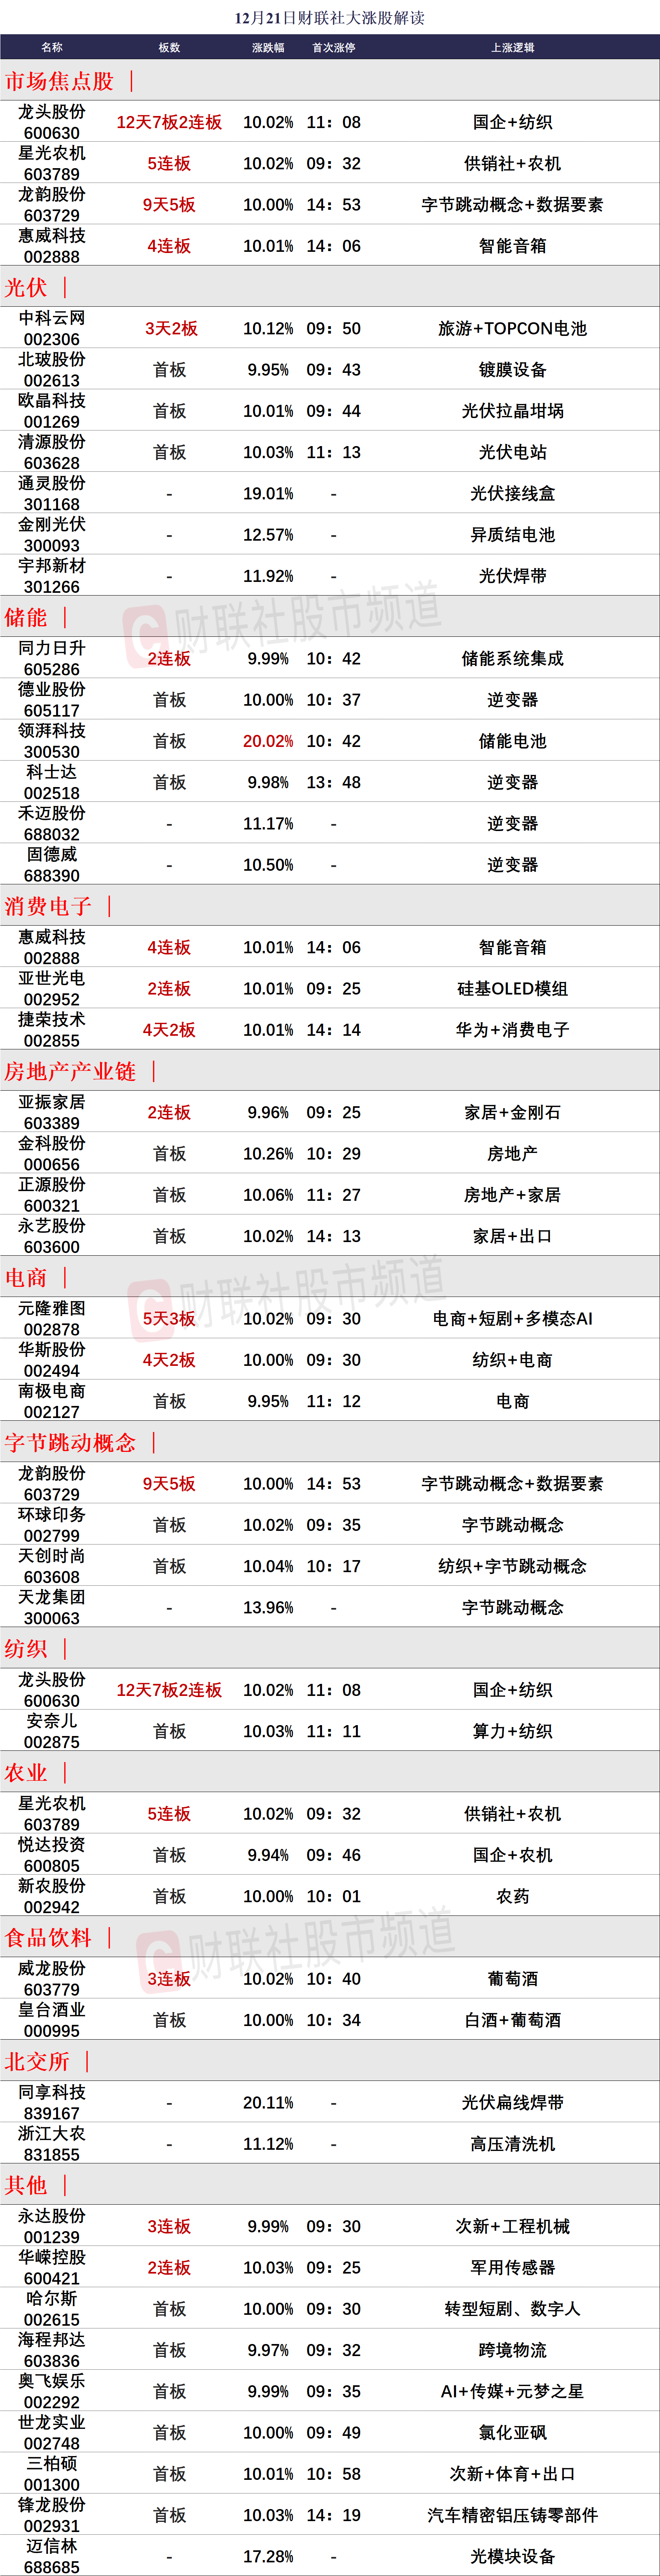 12月21日财联社大涨股解读
名称 板数 涨跌幅 首次涨停 上涨逻辑
市场焦点股 |
龙头股份
600630 12天7板2连板 10.02% 11：08 国企+纺织
星光农机
603789 5连板 10.02% 09：32 供销社+农机
龙韵股份
603729 9天5板 10.00% 14：53 字节跳动概念+数据要素
惠威科技
002888 4连板 10.01% 14：06 智能音箱
光伏 |
中科云网
002306 3天2板 10.12% 09：50 旅游+TOPCON电池
北玻股份
002613 首板 9.95% 09：43 镀膜设备
欧晶科技
001269 首板 10.01% 09：44 光伏拉晶坩埚
清源股份
603628 首板 10.03% 11：13 光伏电站
通灵股份
301168 - 19.01% - 光伏接线盒
金刚光伏
300093 - 12.57% - 异质结电池
宇邦新材
301266 - 11.92% - 光伏焊带
储能 |
同力日升
605286 2连板 9.99% 10：42 储能系统集成
德业股份
605117 首板 10.00% 10：37 逆变器
领湃科技
300530 首板 20.02% 10：42 储能电池
科士达
002518 首板 9.98% 13：48 逆变器
禾迈股份
688032 - 11.17% - 逆变器
固德威
688390 - 10.50% - 逆变器
消费电子 |
惠威科技
002888 4连板 10.01% 14：06 智能音箱
亚世光电
002952 2连板 10.01% 09：25 硅基OLED模组
捷荣技术
002855 4天2板 10.01% 14：14 华为+消费电子
房地产产业链 |
亚振家居
603389 2连板 9.96% 09：25 家居+金刚石
金科股份
000656 首板 10.26% 10：29 房地产
正源股份
600321 首板 10.06% 11：27 房地产+家居
永艺股份
603600 首板 10.02% 14：13 家居+出口
电商 |
元隆雅图
002878 5天3板 10.02% 09：30 电商+短剧+多模态AI
华斯股份
002494 4天2板 10.00% 09：30 纺织+电商
南极电商
002127 首板 9.95% 11：12 电商
字节跳动概念 |
龙韵股份
603729 9天5板 10.00% 14：53 字节跳动概念+数据要素
环球印务
002799 首板 10.02% 09：35 字节跳动概念
天创时尚
603608 首板 10.04% 10：17 纺织+字节跳动概念
天龙集团
300063 - 13.96% - 字节跳动概念
纺织 |
龙头股份
600630 12天7板2连板 10.02% 11：08 国企+纺织
安奈儿
002875 首板 10.03% 11：11 算力+纺织
农业 |
星光农机
603789 5连板 10.02% 09：32 供销社+农机
悦达投资
600805 首板 9.94% 09：46 国企+农机
新农股份
002942 首板 10.00% 10：01 农药
食品饮料 |
威龙股份
603779 3连板 10.02% 10：40 葡萄酒
皇台酒业
000995 首板 10.00% 10：34 白酒+葡萄酒
北交所 |
同享科技
839167 - 20.11% - 光伏扁线焊带
浙江大农
831855 - 11.12% - 高压清洗机
其他 |
永达股份
001239 3连板 9.99% 09：30 次新+工程机械
华嵘控股
600421 2连板 10.03% 09：25 军用传感器
哈尔斯
002615 首板 10.00% 09：30 转型短剧、数字人
海程邦达
603836 首板 9.97% 09：32 跨境物流
奥飞娱乐
002292 首板 9.99% 09：35 AI+传媒+元梦之星
世龙实业
002748 首板 10.00% 09：49 氯化亚砜
三柏硕
001300 首板 10.01% 10：58 次新+体育+出口
锋龙股份
002931 首板 10.03% 14：19 汽车精密铝压铸零部件
迈信林
688685 - 17.28% - 光模块设备
财联社股市频道
财联社股市频道
财联社股市频道